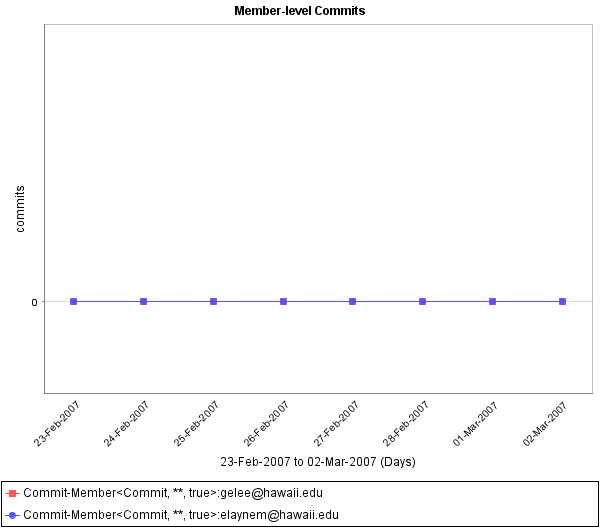 Member-level Commits
commits
0
23-Feb-2007
24-Feb-2007
25-Feb-2007
26-Feb-2007
27-Feb-2007
28-Feb-2007
01-Mar-2007
02-Mar-2007
23-Feb-2007 to 02-Mar-2007 (Days)
Commit-Member<Commit, **, true>:gelee@hawaii.edu
Commit-Member<Commit, **, true>:elaynem@hawaii.edu